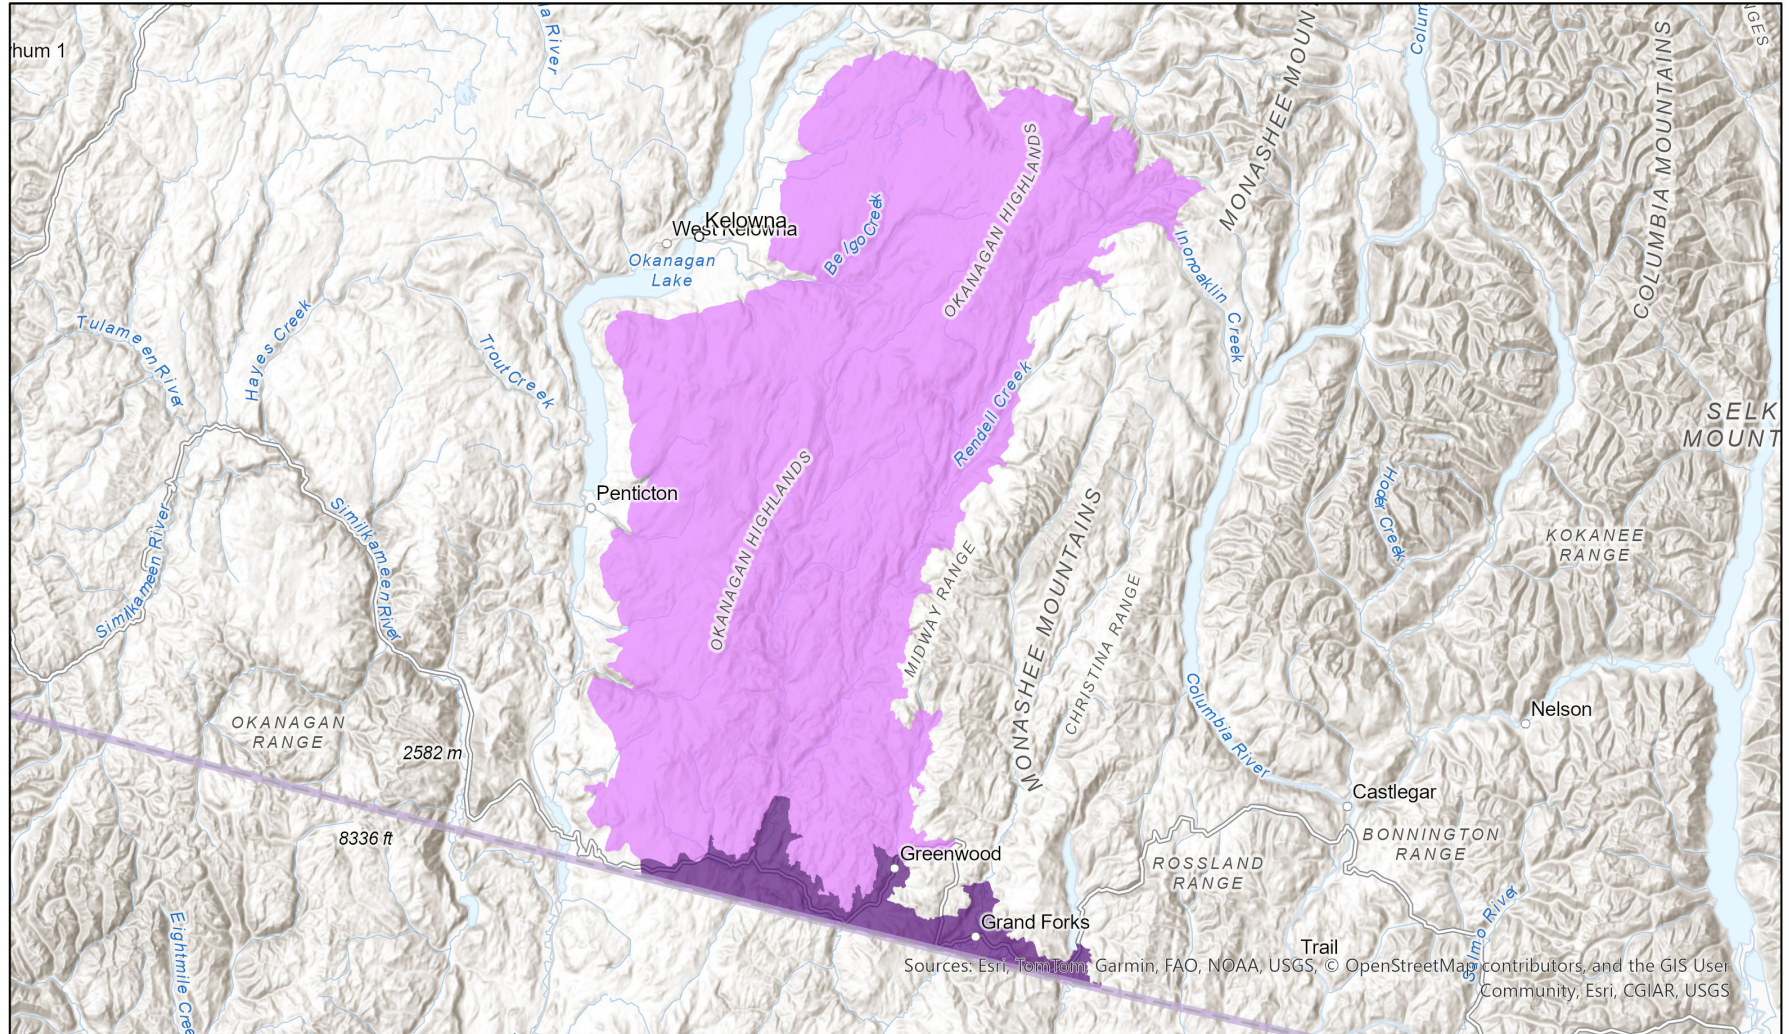 hum 1
a River
Colum
MONASHEE MOUN
COLUMBIA MOUNTAINS
NGES
OKANAGAN HIGHLANDS
Kelowna
West Kelowna
Okanagan
Lake
Belgo Creek
Inonoaklin Creek
Tulameen River
Hayes Creek
Trout Creek
Rendell Creek
SELK
MOUNT
OKANAGAN HIGHLANDS
Penticton
Similkameen River
Similkameen River
MIDWAY RANGE
MONASHEE MOUNTAINS
CHRISTINA RANGE
Hoder Creek
KOKANEE
RANGE
Columbia River
Nelson
OKANAGAN
RANGE
2582 m
8336 ft
Castlegar
BONNINGTON
RANGE
Greenwood
ROSSLAND
RANGE
Grand Forks
Trail
Salmo River
Eightmile Cree
Sources: Esri, TomTom, Garmin, FAO, NOAA, USGS, © OpenStreetMap contributors, and the GIS User
Community, Esri, CGIAR, USGS